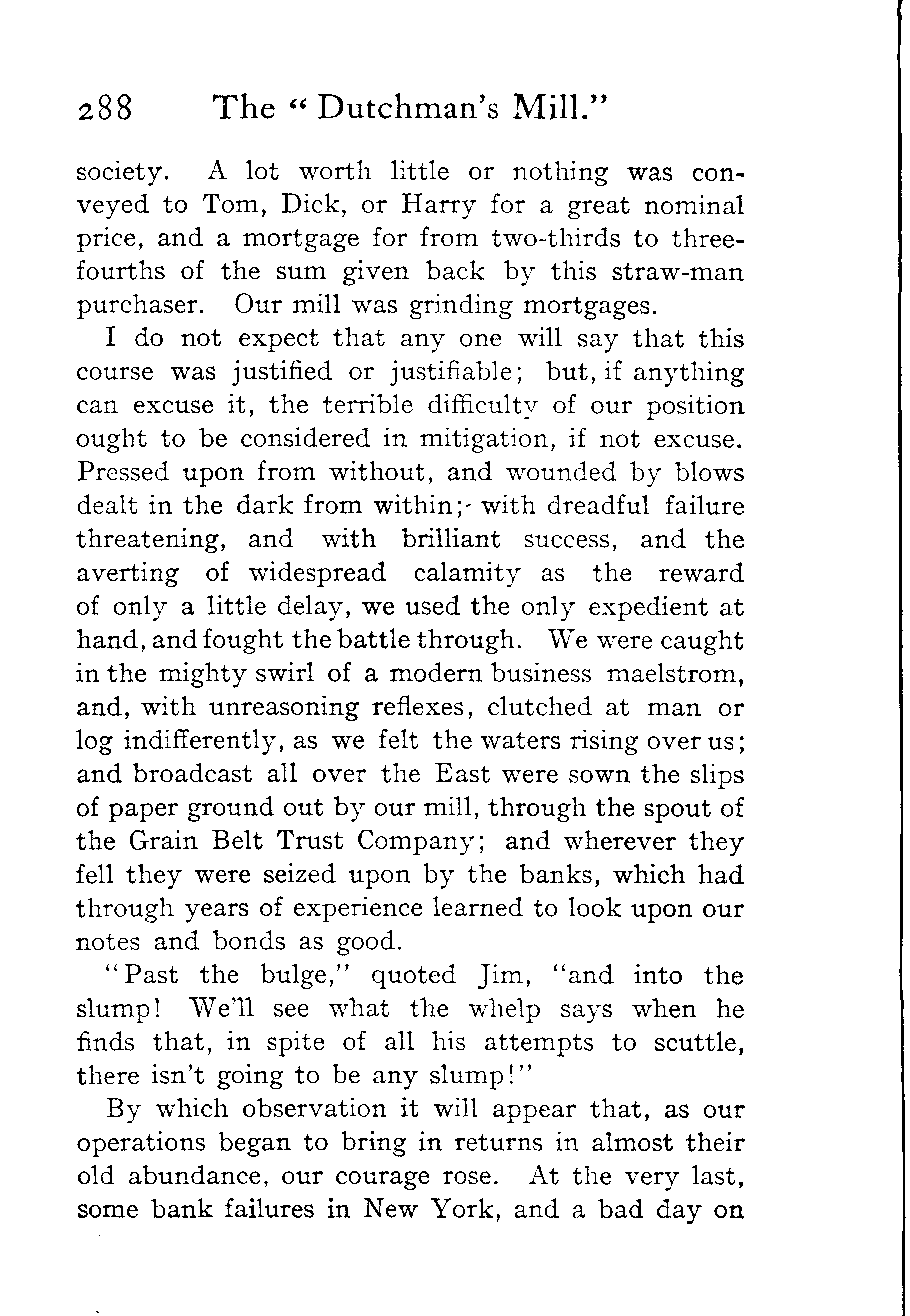 288 The “ Dutchman's Mill.”
society. A lot worth little or nothing was con-
veyed to Tom, Dick, or Harry for a great nominal
price, and a mortgage for from two-thirds to three-
fourths of the sum given back by this straw-man
purchaser. Our mill was grinding mortgages.
I do not expect that any one will say that this
course was justified or justifiable; but, if anything
can excuse it, the terrible difficulty of our position
ought to be considered in mitigation, if not excuse.
Pressed upon from without, and wounded by blows
dealt in the dark from within; with dreadful failure
threatening, and with brilliant success, and the
averting of widespread calamity as the reward
of only a little delay, we used the only expedient at
hand, and fought the battle through. We were caught
in the mighty swirl of a modern business maelstrom,
and, with unreasoning reflexes, clutched at man or
log indifferently, as we felt the waters rising over us;
and broadcast all over the East were sown the slips
of paper ground out by our mill, through the spout of
the Grain Belt Trust Company; and wherever they
fell they were seized upon by the banks, which had
through years of experience learned to look upon our
notes and bonds as good.
“Past the bulge,” quoted Jim, “and into the
slump! We'll see what the whelp says when he
finds that, in spite of all his attempts to scuttle,
there isn't going to be any slump!”
By which observation it will appear that, as our
operations began to bring in returns in almost their
old abundance, our courage rose. At the very last,
some bank failures in New York, and a bad day on